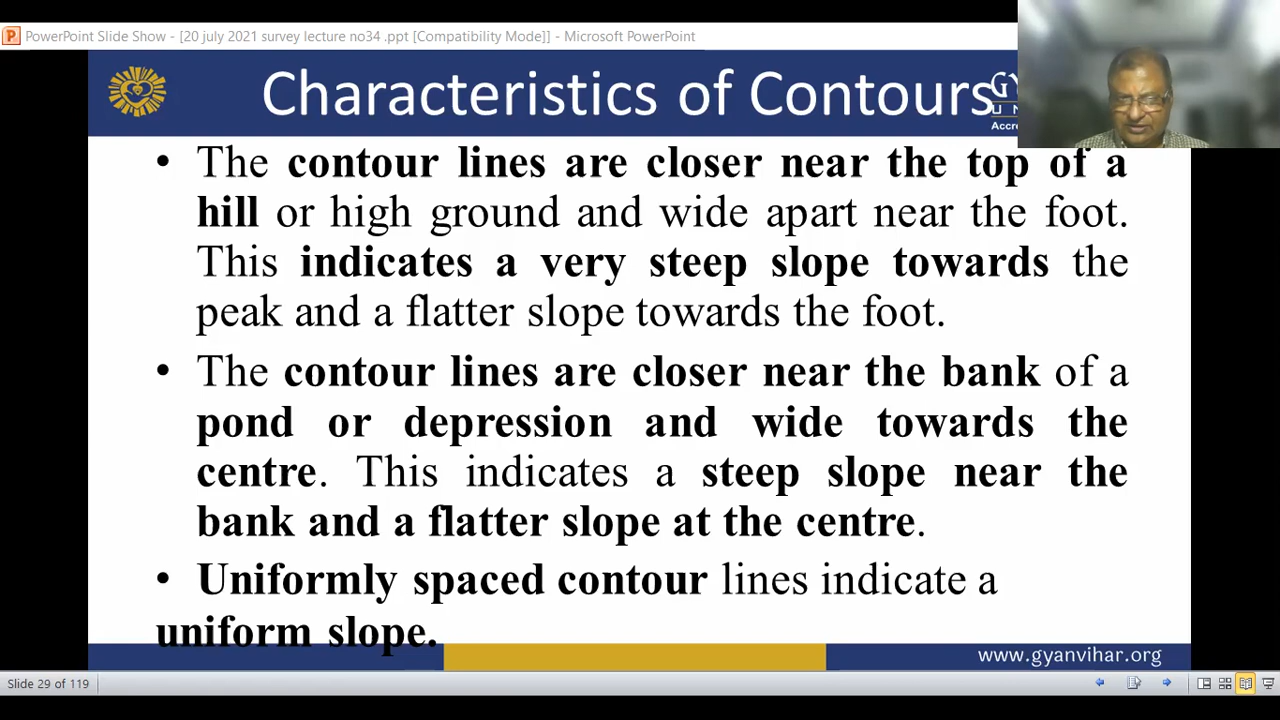 PowerPoint Slide Show - [20 july 2021 survey lecture no34 .ppt [Compatibility Mode]] - Microsoft PowerPoint
Characteristics of Contours
GY
U N
Accre
• The contour lines are closer near the top of a
hill or high ground and wide apart near the foot.
This indicates a very steep slope towards the
peak and a flatter slope towards the foot.
• The contour lines are closer near the bank of a
pond or depression and wide towards the
centre. This indicates a steep slope near the
bank and a flatter slope at the centre.
• Uniformly spaced contour lines indicate a
uniform slope.
www.gyanvihar.org
Slide 29 of 119